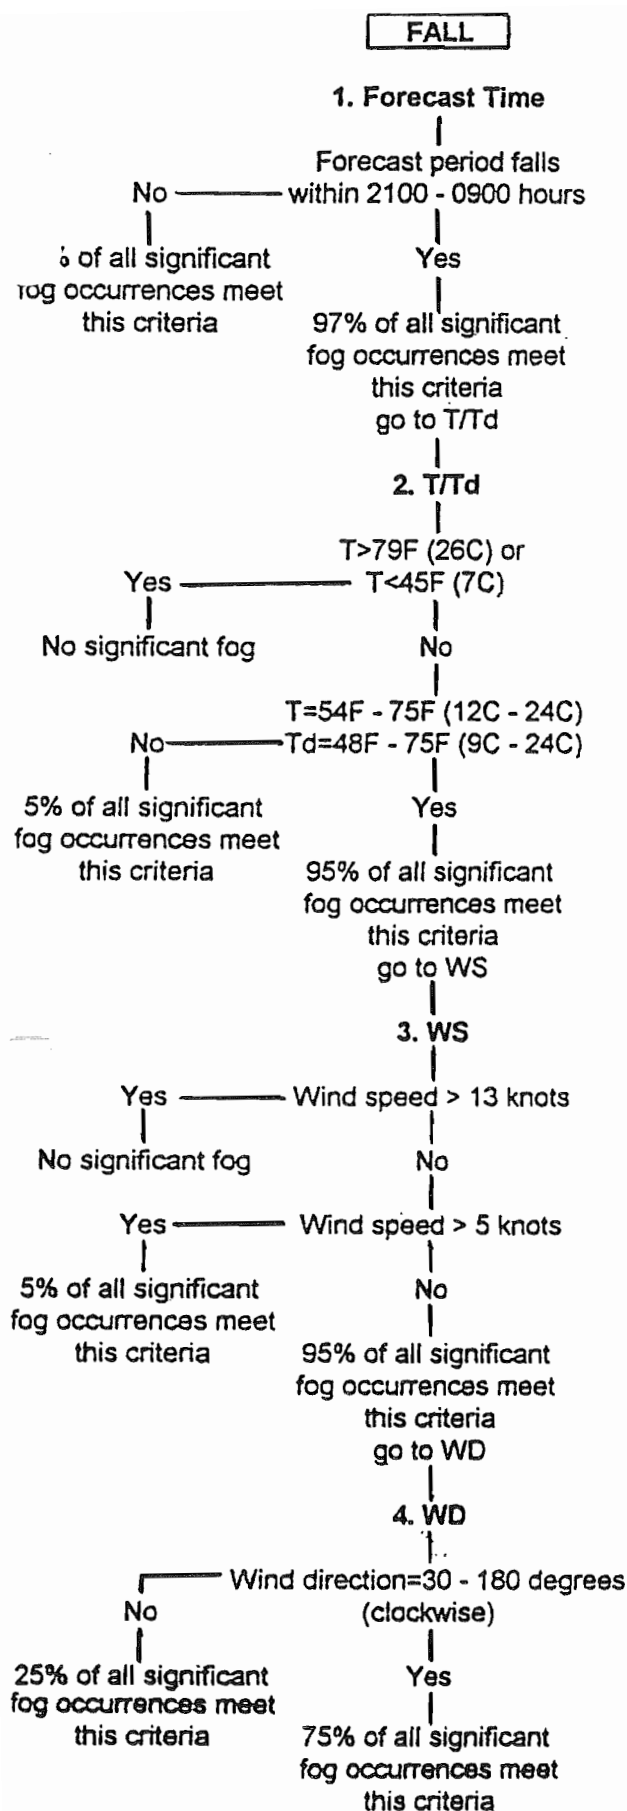 FALL
1. Forecast Time
Forecast period falls
No
within 2100 - 0900 hours
of all significant
Yes
fog occurrences meet
this criteria
97% of all significant
fog occurrences meet
this criteria
go to T/Td
2. T/Td
T>79F (26C) or
Yes
T<45F (7C)
No significant fog
No
T=54F - 75F (12C - 24C)
No
Td=48F - 75F (9C - 24C)
5% of all significant
fog occurrences meet
this criteria
Yes
95% of all significant
fog occurrences meet
this criteria
go to WS
3. WS
Yes
Wind speed > 13 knots
No significant fog
No
Yes
Wind speed > 5 knots
5% of all significant
fog occurrences meet
this criteria
No
95% of all significant
fog occurrences meet
this criteria
go to WD
4. WD
Wind direction=30 - 180 degrees
(clockwise)
No
25% of all significant
fog occurrences meet
this criteria
Yes
75% of all significant
fog occurrences meet
this criteria